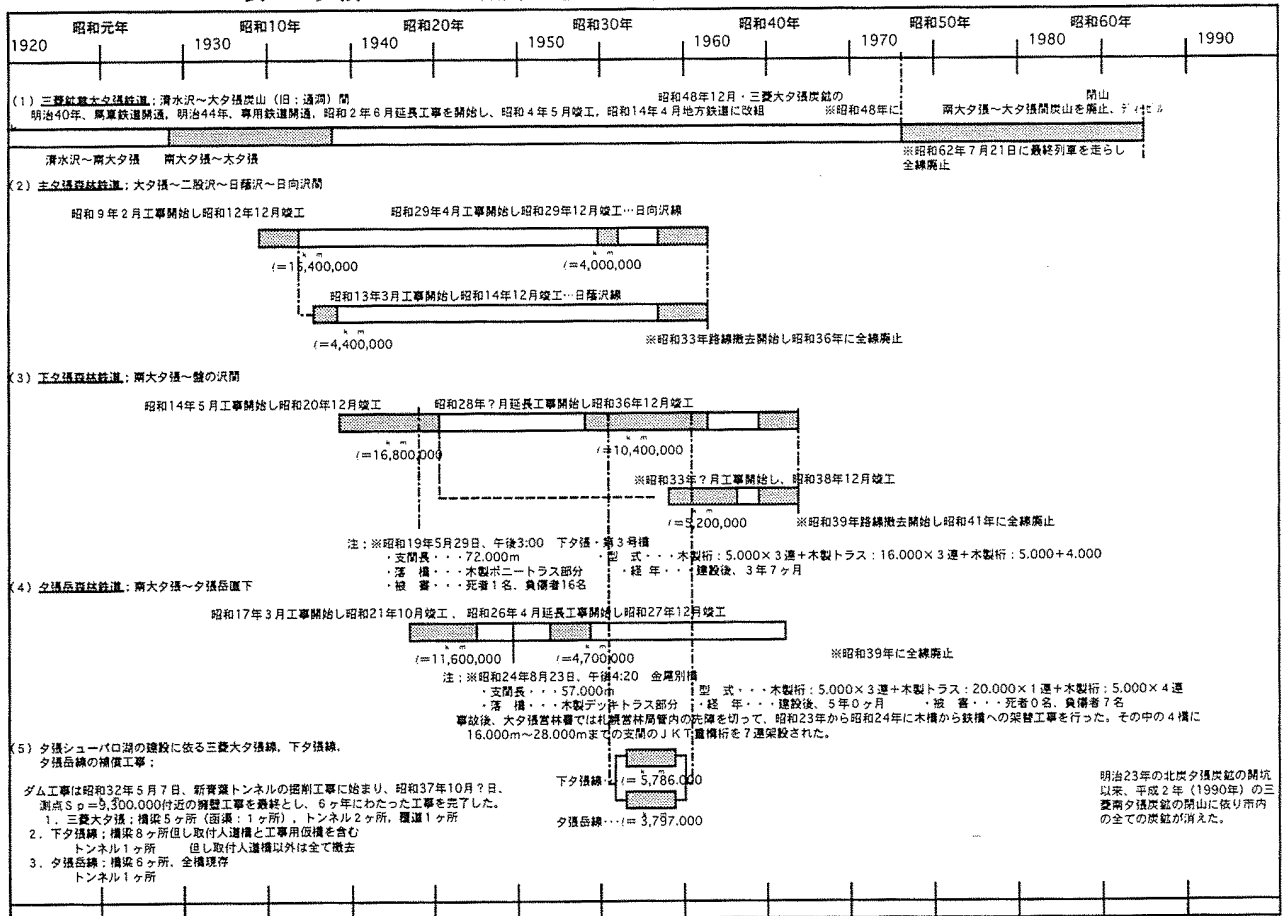 昭和元年 昭和10年 昭和20年 昭和30年 昭和40年 昭和50年 昭和60年
1920 1930 1940 1950 1960 1970 1980 1990
(1) 三菱鉱業大夕張鉄道；清水沢〜大夕張炭山（旧；通洞）間
明治40年、馬車鉄道開通，明治44年、専用鉄道開通，昭和2年6月延長工事を開始し、昭和4年5月竣工，昭和14年4月地方鉄道に改組
昭和48年12月・三菱大夕張炭鉱の 閉山
※昭和48年に 南大夕張〜大夕張間炭山を廃止、ディーゼル
清水沢〜南大夕張 南大夕張〜大夕張
※昭和62年7月21日に最終列車を走らし
全線廃止
(2) 主夕張森林鉄道；大夕張〜二股沢〜日蔭沢〜日向沢間
昭和9年2月工事開始し昭和12年12月竣工 昭和29年4月工事開始し昭和29年12月竣工…日向沢線
k m k m
ℓ=15,400,000 ℓ=4,000,000
昭和13年3月工事開始し昭和14年12月竣工…日蔭沢線
k m
ℓ=4,400,000
※昭和33年路線撤去開始し昭和36年に全線廃止
(3) 下夕張森林鉄道；南大夕張〜盤の沢間
昭和14年5月工事開始し昭和20年12月竣工 昭和28年?月延長工事開始し昭和36年12月竣工
k m k m
ℓ=16,800,000 ℓ=10,400,000
※昭和33年?月工事開始し、昭和38年12月竣工
k m
ℓ=5,200,000 ※昭和39年路線撤去開始し昭和41年に全線廃止
注；※昭和19年5月29日、午後3:00 下夕張・第3号橋
・支間長・・・72.000m ・型 式・・・木製桁；5.000×3連+木製トラス；16.000×3連+木製桁；5.000+4.000
・落 橋・・・木製ポニートラス部分 ・経 年・・・建設後、3年7ヶ月
・被 害・・・死者1名、負傷者16名
(4) 夕張岳森林鉄道；南大夕張〜夕張岳直下
昭和17年3月工事開始し昭和21年10月竣工， 昭和26年4月延長工事開始し昭和27年12月竣工
k m k m
ℓ=11,600,000 ℓ=4,700,000 ※昭和39年に全線廃止
注；※昭和24年8月23日、午後4:20 金尾別橋
・支間長・・・57.000m 型 式・・・木製桁；5.000×3連+木製トラス；20.000×1連+木製桁；5.000×4連
・落 橋・・・木製デッキトラス部分 ・経 年・・・建設後、5年0ヶ月 ・被 害・・・死者0名、負傷者7名
事故後、大夕張営林署では札幌営林局管内の先陣を切って、昭和23年から昭和24年に木橋から鉄橋への架替工事を行った。その中の4橋に
16.000m〜28.000mまでの支間のJKT重構桁を7連架設された。
(5) 夕張シューパロ湖の建設に依る三菱大夕張線，下夕張線，
夕張岳線の補償工事；
下夕張線…ℓ=5,786.000
夕張岳線…ℓ=3,797.000
ダム工事は昭和32年5月7日、新青葉トンネルの掘削工事に始まり、昭和37年10月?日、
測点Sp=9,300.000付近の擁壁工事を最終とし、6ヶ年にわたった工事を完了した。
1．三菱大夕張；橋梁5ヶ所（函渠：1ヶ所），トンネル2ヶ所，覆道1ヶ所
2．下夕張線；橋梁8ヶ所但し取付人道橋と工事用仮橋を含む
トンネル1ヶ所 但し取付人道橋以外は全て撤去
3．夕張岳線；橋梁6ヶ所、全橋現存
トンネル1ヶ所
明治23年の北炭夕張炭鉱の開坑
以来、平成2年（1990年）の三
菱南夕張炭鉱の閉山に依り市内
の全ての炭鉱が消えた。